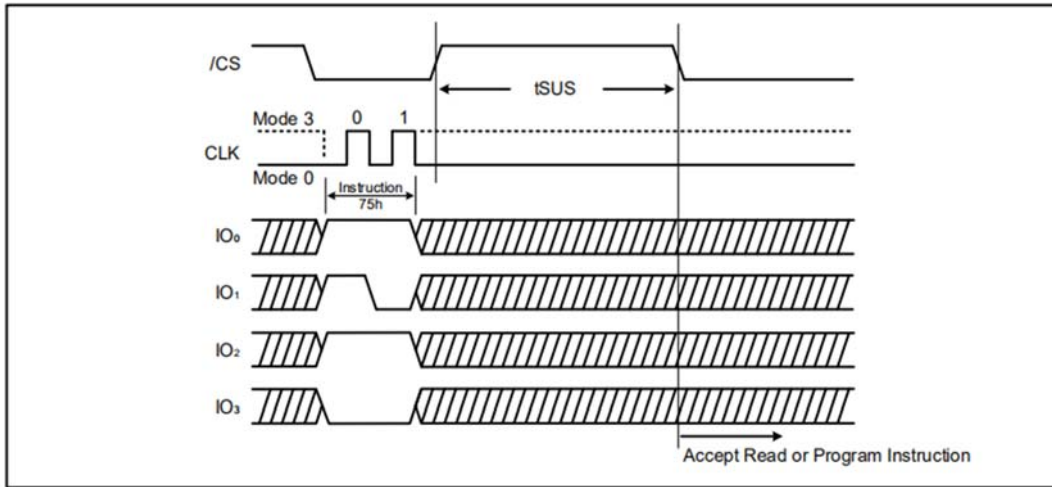 /CS
tSUS
Mode 3
0
1
CLK
Mode 0
Instruction
75h
IO₀
IO₁
IO₂
IO₃
Accept Read or Program Instruction